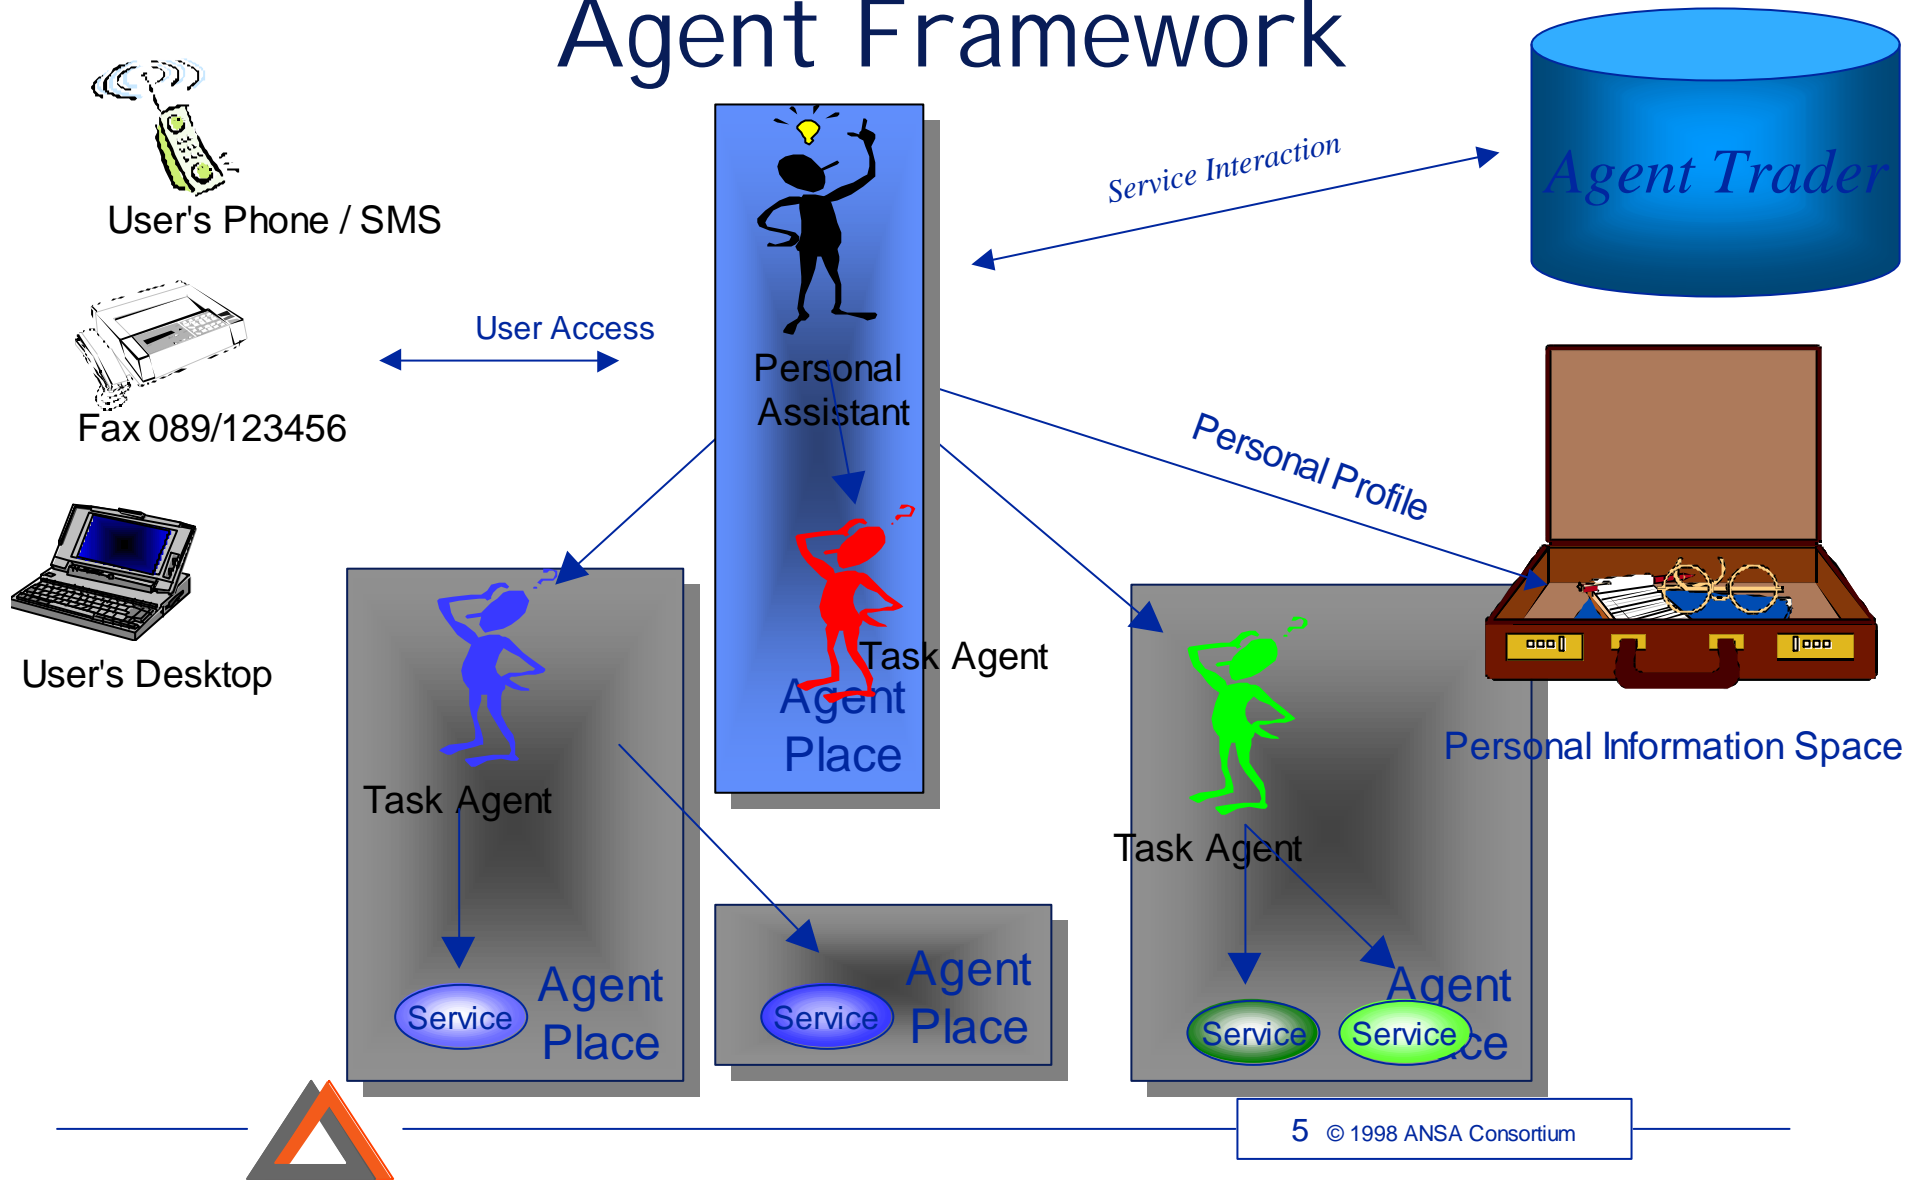 Agent Framework
User's Phone / SMS
Service Interaction
Agent Trader
User Access
Fax 089/123456
Personal
Assistant
Personal Profile
User's Desktop
Task Agent
Agent
Place
Personal Information Space
Task Agent
Task Agent
Service
Agent
Place
Service
Agent
Place
Service
Service
Agent
ce
5 © 1998 ANSA Consortium